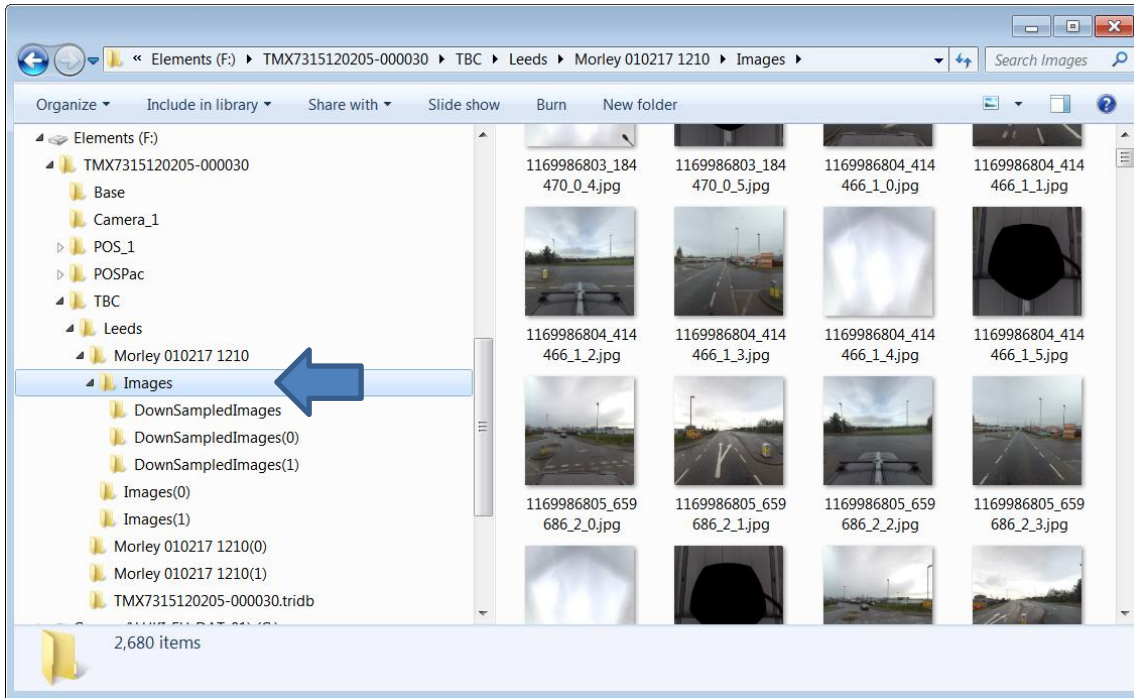 « Elements (F:) ▸ TMX7315120205-000030 ▸ TBC ▸ Leeds ▸ Morley 010217 1210 ▸ Images ▸
Search Images
Organize Include in library Share with Slide show Burn New folder
Elements (F:)
TMX7315120205-000030
Base
Camera_1
POS_1
POSPac
TBC
Leeds
Morley 010217 1210
Images
DownSampledImages
DownSampledImages(0)
DownSampledImages(1)
Images(0)
Images(1)
Morley 010217 1210(0)
Morley 010217 1210(1)
TMX7315120205-000030.tridb
1169986803_184 1169986803_184 1169986804_414 1169986804_414
470_0_4.jpg 470_0_5.jpg 466_1_0.jpg 466_1_1.jpg
1169986804_414 1169986804_414 1169986804_414 1169986804_414
466_1_2.jpg 466_1_3.jpg 466_1_4.jpg 466_1_5.jpg
1169986805_659 1169986805_659 1169986805_659 1169986805_659
686_2_0.jpg 686_2_1.jpg 686_2_2.jpg 686_2_3.jpg
2,680 items